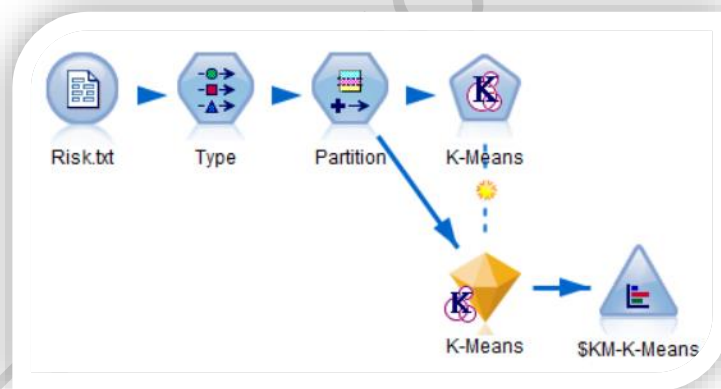 Risk.txt
Type
Partition
K-Means
K-Means
$KM-K-Means